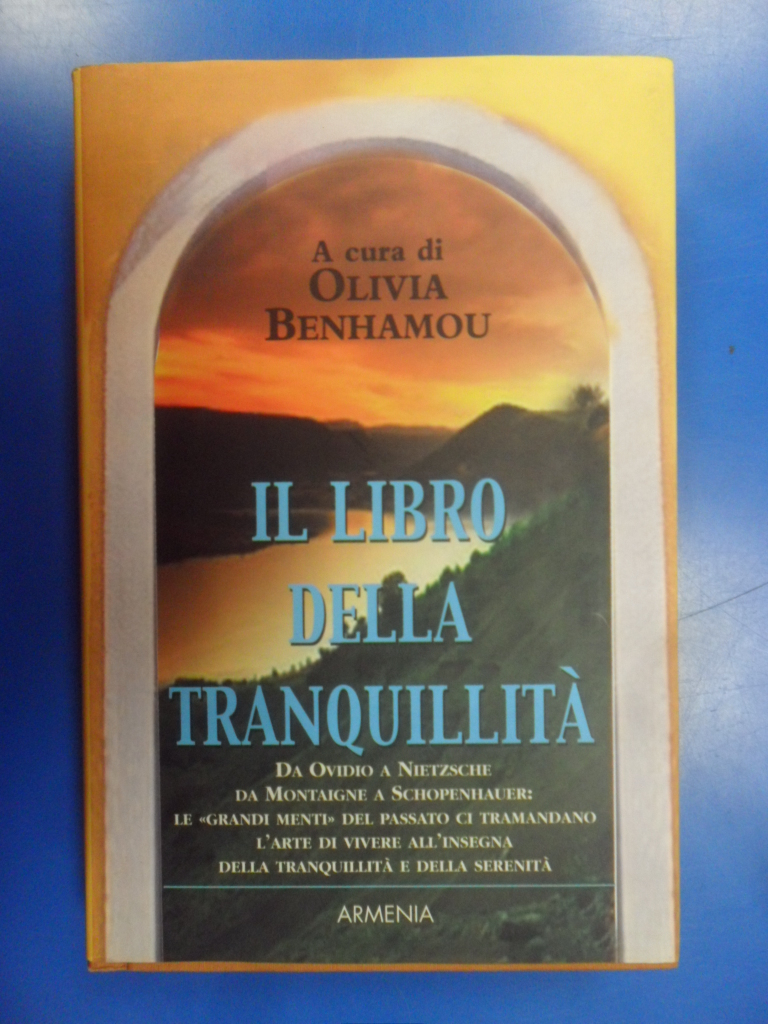 A cura di
OLIVIA
BENHAMOU
IL LIBRO
DELLA
TRANQUILLITÀ
DA OVIDIO A NIETZSCHE
DA MONTAIGNE A SCHOPENHAUER:
LE «GRANDI MENTI» DEL PASSATO CI TRAMANDANO
L'ARTE DI VIVERE ALL'INSEGNA
DELLA TRANQUILLITÀ E DELLA SERENITÀ
ARMENIA